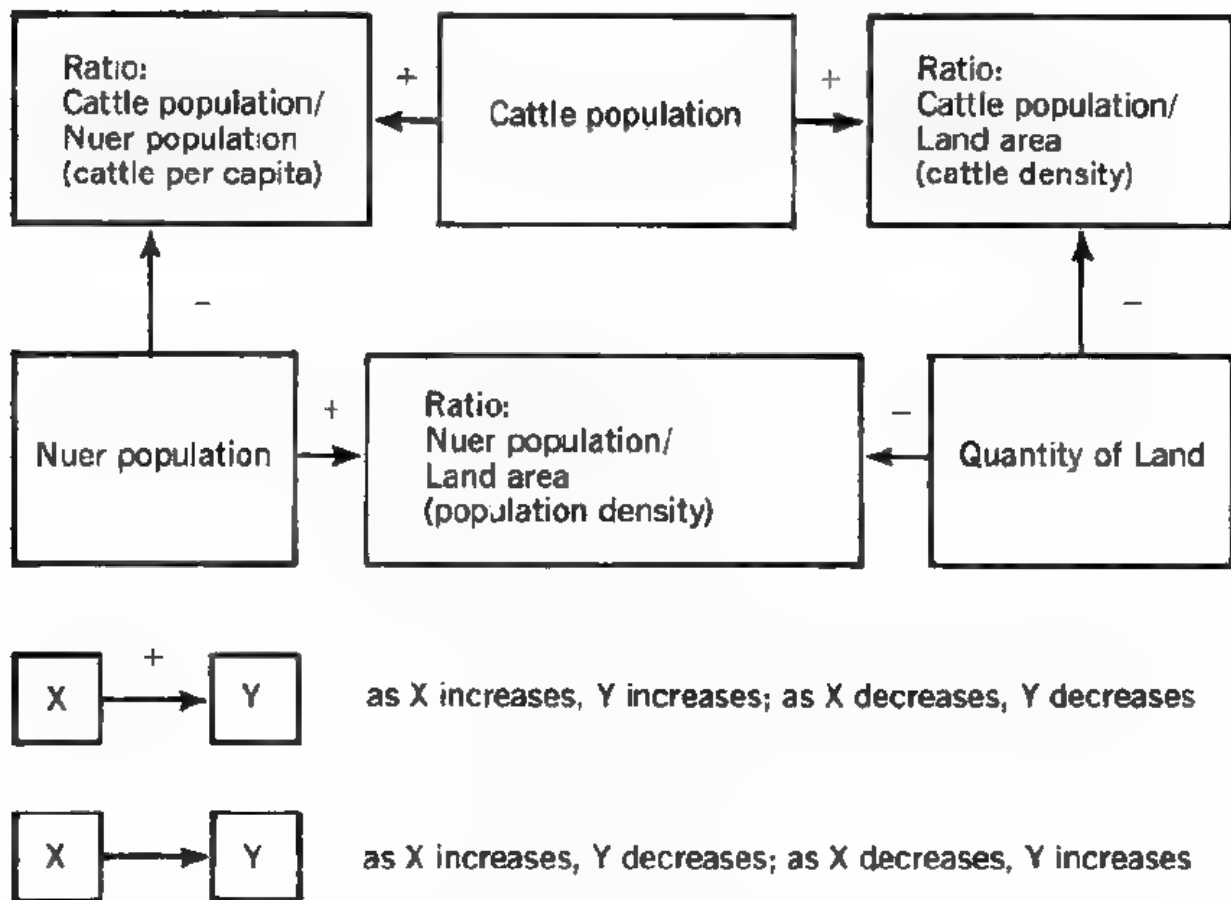 Ratio:
Cattle population/
Nuer population
(cattle per capita)
+
Cattle population
+
Ratio:
Cattle population/
Land area
(cattle density)
–
–
Nuer population
+
Ratio:
Nuer population/
Land area
(population density)
–
Quantity of Land
X
+
Y
as X increases, Y increases; as X decreases, Y decreases
X
Y
as X increases, Y decreases; as X decreases, Y increases